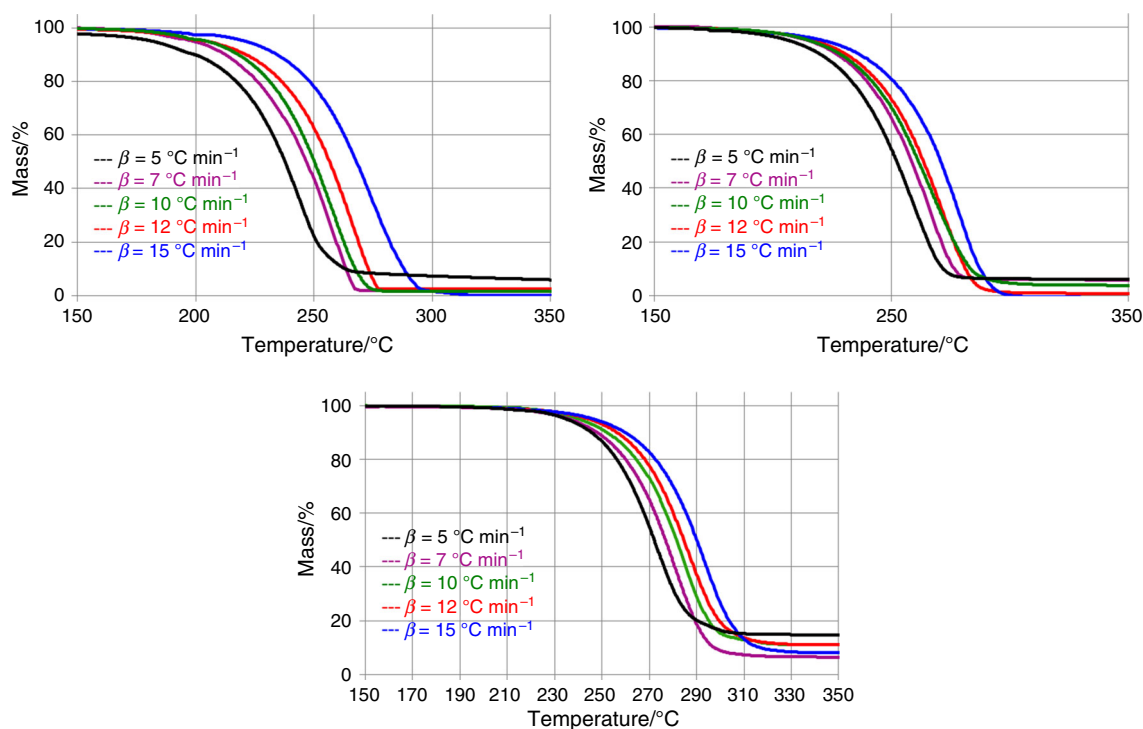 100
80
60
40
20
0
Mass/%
--- β = 5 °C min⁻¹
--- β = 7 °C min⁻¹
--- β = 10 °C min⁻¹
--- β = 12 °C min⁻¹
--- β = 15 °C min⁻¹
150 200 250 300 350
Temperature/°C
100
80
60
40
20
0
Mass/%
--- β = 5 °C min⁻¹
--- β = 7 °C min⁻¹
--- β = 10 °C min⁻¹
--- β = 12 °C min⁻¹
--- β = 15 °C min⁻¹
150 250 350
Temperature/°C
100
80
60
40
20
0
Mass/%
--- β = 5 °C min⁻¹
--- β = 7 °C min⁻¹
--- β = 10 °C min⁻¹
--- β = 12 °C min⁻¹
--- β = 15 °C min⁻¹
150 170 190 210 230 250 270 290 310 330 350
Temperature/°C